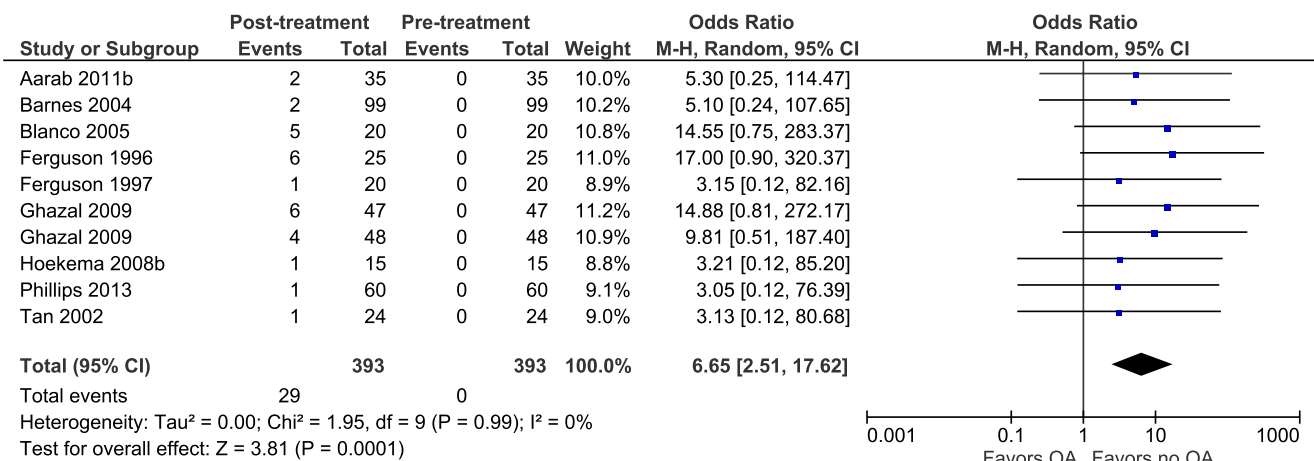 Post-treatment Pre-treatment Odds Ratio Odds Ratio
Study or Subgroup Events Total Events Total Weight M-H, Random, 95% CI M-H, Random, 95% CI
Aarab 2011b 2 35 0 35 10.0% 5.30 [0.25, 114.47]
Barnes 2004 2 99 0 99 10.2% 5.10 [0.24, 107.65]
Blanco 2005 5 20 0 20 10.8% 14.55 [0.75, 283.37]
Ferguson 1996 6 25 0 25 11.0% 17.00 [0.90, 320.37]
Ferguson 1997 1 20 0 20 8.9% 3.15 [0.12, 82.16]
Ghazal 2009 6 47 0 47 11.2% 14.88 [0.81, 272.17]
Ghazal 2009 4 48 0 48 10.9% 9.81 [0.51, 187.40]
Hoekema 2008b 1 15 0 15 8.8% 3.21 [0.12, 85.20]
Phillips 2013 1 60 0 60 9.1% 3.05 [0.12, 76.39]
Tan 2002 1 24 0 24 9.0% 3.13 [0.12, 80.68]
Total (95% CI) 393 393 100.0% 6.65 [2.51, 17.62]
Total events 29 0
Heterogeneity: Tau² = 0.00; Chi² = 1.95, df = 9 (P = 0.99); I² = 0%
Test for overall effect: Z = 3.81 (P = 0.0001)
0.001 0.1 1 10 1000
Favors OA Favors no OA